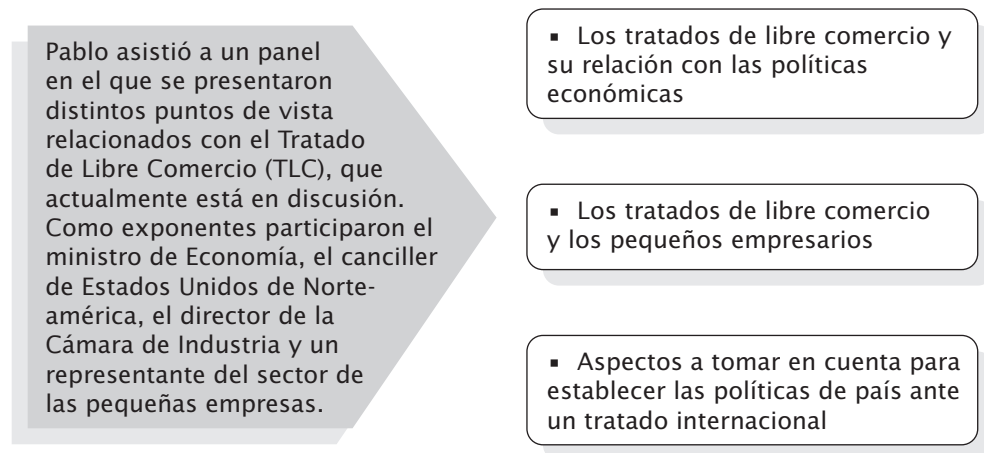 Pablo asistió a un panel
en el que se presentaron
distintos puntos de vista
relacionados con el Tratado
de Libre Comercio (TLC), que
actualmente está en discusión.
Como exponentes participaron el
ministro de Economía, el canciller
de Estados Unidos de Norte-
américa, el director de la
Cámara de Industria y un
representante del sector de
las pequeñas empresas.
▪ Los tratados de libre comercio y
su relación con las políticas
económicas
▪ Los tratados de libre comercio
y los pequeños empresarios
▪ Aspectos a tomar en cuenta para
establecer las políticas de país ante
un tratado internacional